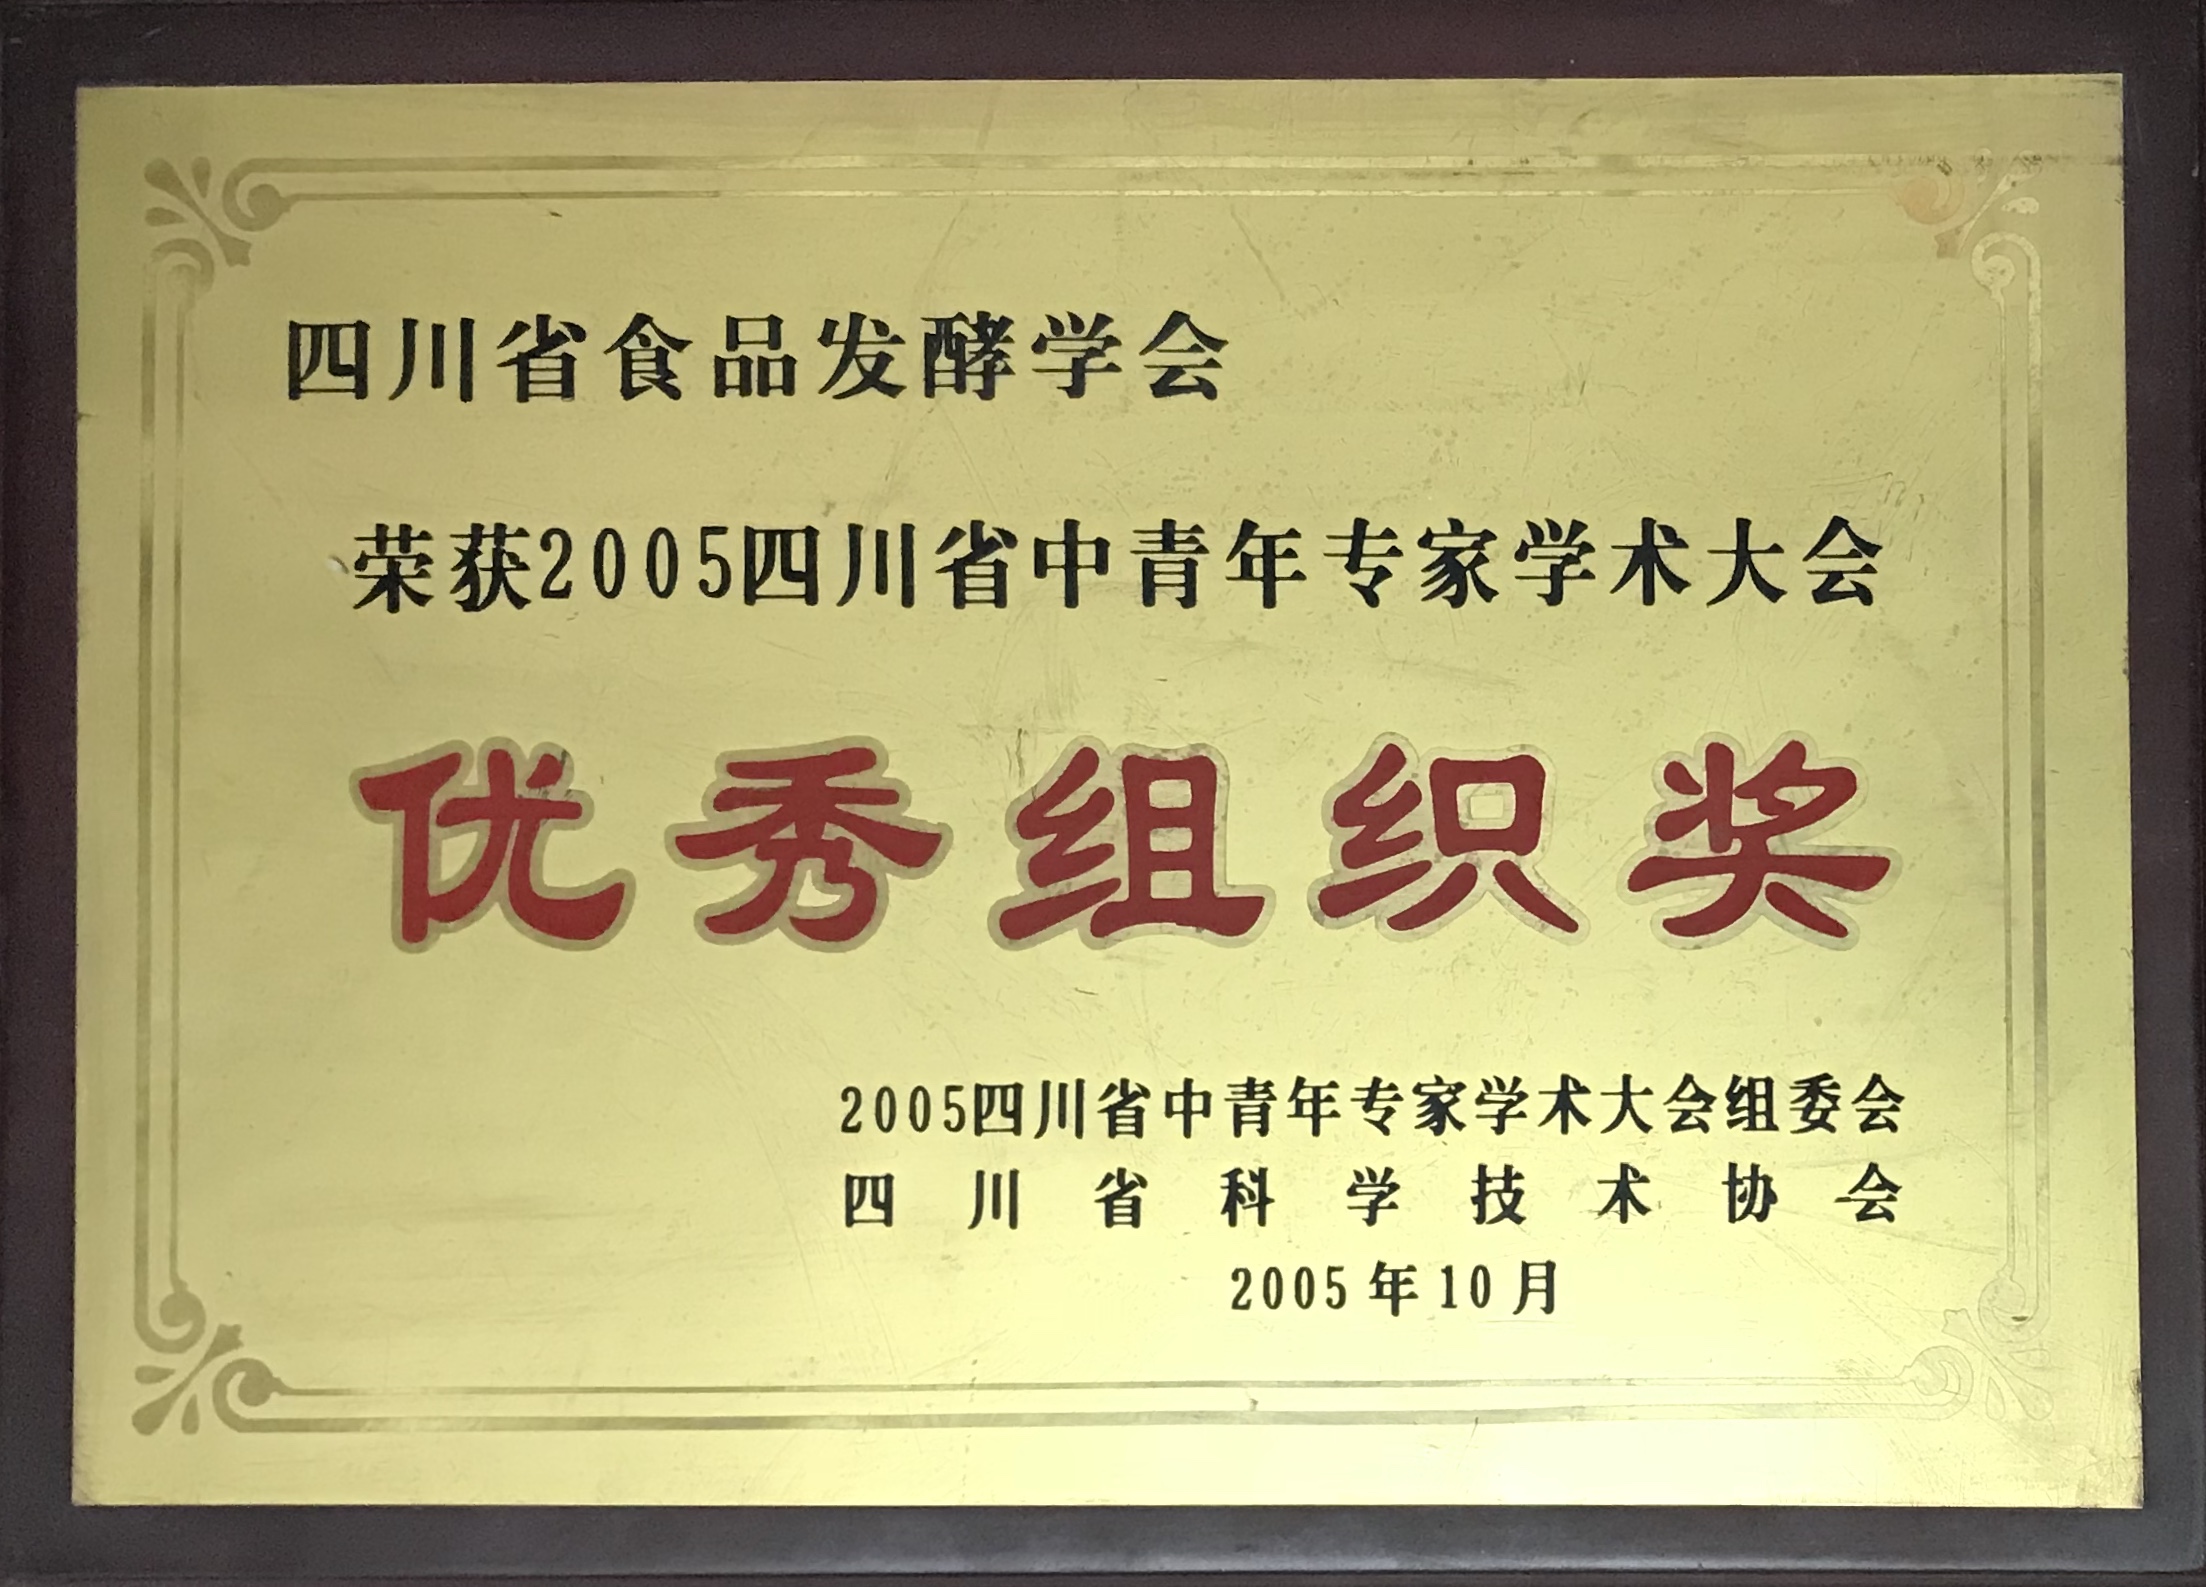 四川省食品发酵学会
荣获2005四川省中青年专家学术大会
优秀组织奖
2005四川省中青年专家学术大会组委会
四川省科学技术协会
2005年10月